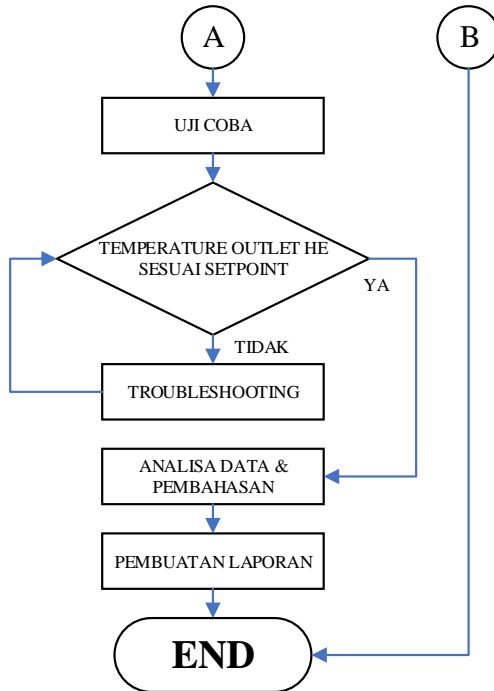 A
B
UJI COBA
TEMPERATURE OUTLET HE
SESUAI SETPOINT
YA
TIDAK
TROUBLESHOOTING
ANALISA DATA &
PEMBAHASAN
PEMBUATAN LAPORAN
END